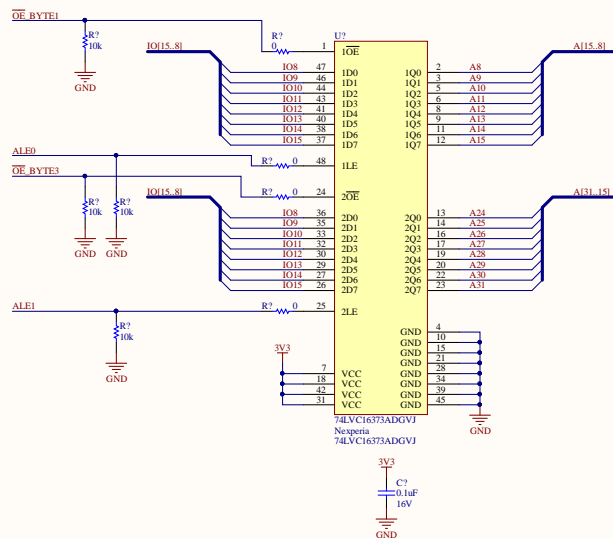 OE_BYTE1
R?
10k
GND
IO[15..8]
R?
0
U?
1 1OE
IO8 47 1D0 1Q0 2 A8
IO9 46 1D1 1Q1 3 A9
IO10 44 1D2 1Q2 5 A10
IO11 43 1D3 1Q3 6 A11
IO12 41 1D4 1Q4 8 A12
IO13 40 1D5 1Q5 9 A13
IO14 38 1D6 1Q6 11 A14
IO15 37 1D7 1Q7 12 A15
A[15..8]
ALE0
R? 0 48 1LE
OE_BYTE3
R? 0 24 2OE
R?
10k
R?
10k
GND
GND
IO[15..8]
A[31..15]
IO8 36 2D0 2Q0 13 A24
IO9 35 2D1 2Q1 14 A25
IO10 33 2D2 2Q2 16 A26
IO11 32 2D3 2Q3 17 A27
IO12 30 2D4 2Q4 19 A28
IO13 29 2D5 2Q5 20 A29
IO14 27 2D6 2Q6 22 A30
IO15 26 2D7 2Q7 23 A31
ALE1
R? 0 25 2LE
R?
10k
GND
3V3
7 VCC
18 VCC
42 VCC
31 VCC
GND 4
GND 10
GND 15
GND 21
GND 28
GND 34
GND 39
GND 45
GND
74LVC16373ADGVJ
Nexperia
74LVC16373ADGVJ
3V3
C?
0.1uF
16V
GND